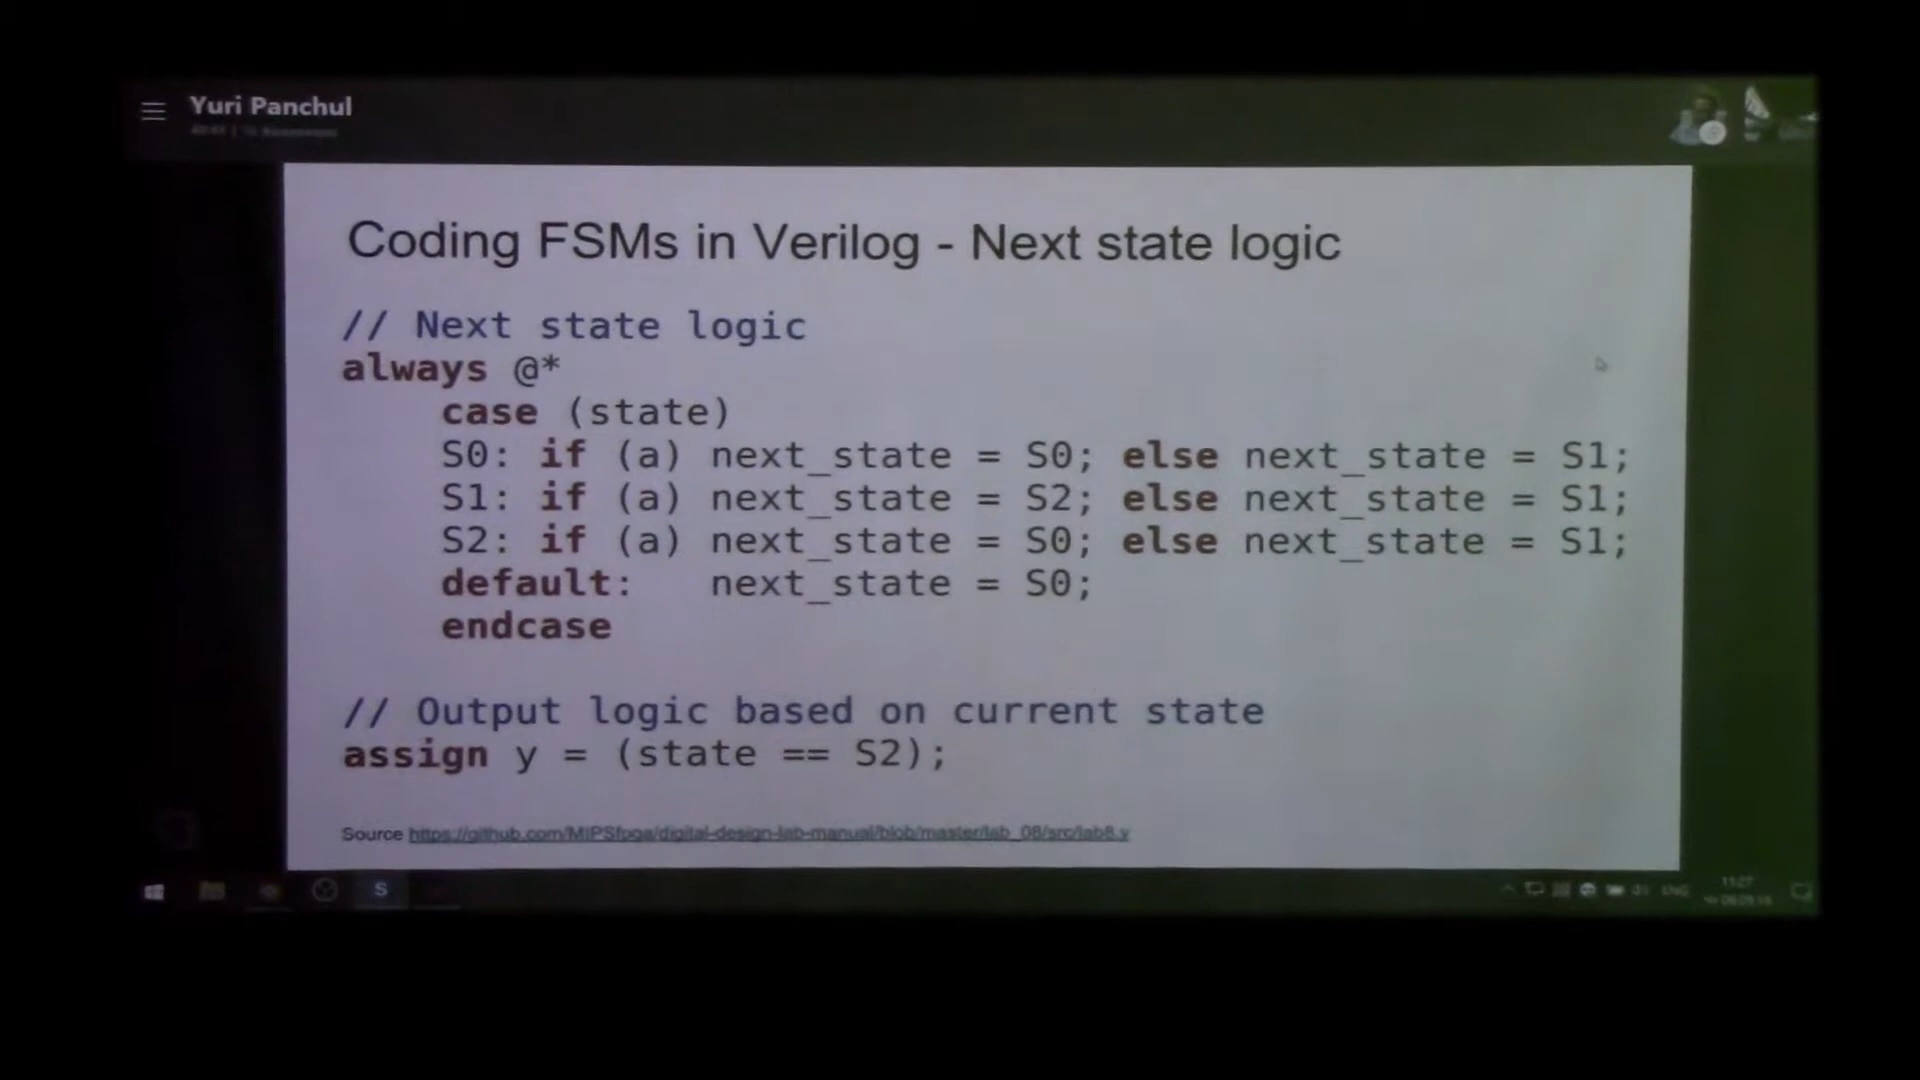 Yuri Panchul
Coding FSMs in Verilog - Next state logic
// Next state logic
always @*
case (state)
S0: if (a) next_state = S0; else next_state = S1;
S1: if (a) next_state = S2; else next_state = S1;
S2: if (a) next_state = S0; else next_state = S1;
default: next_state = S0;
endcase
// Output logic based on current state
assign y = (state == S2);
Source https://github.com/MIPSfpga/digital-design-lab-manual/blob/master/lab_08/src/lab8.v
S
ENG
11:27